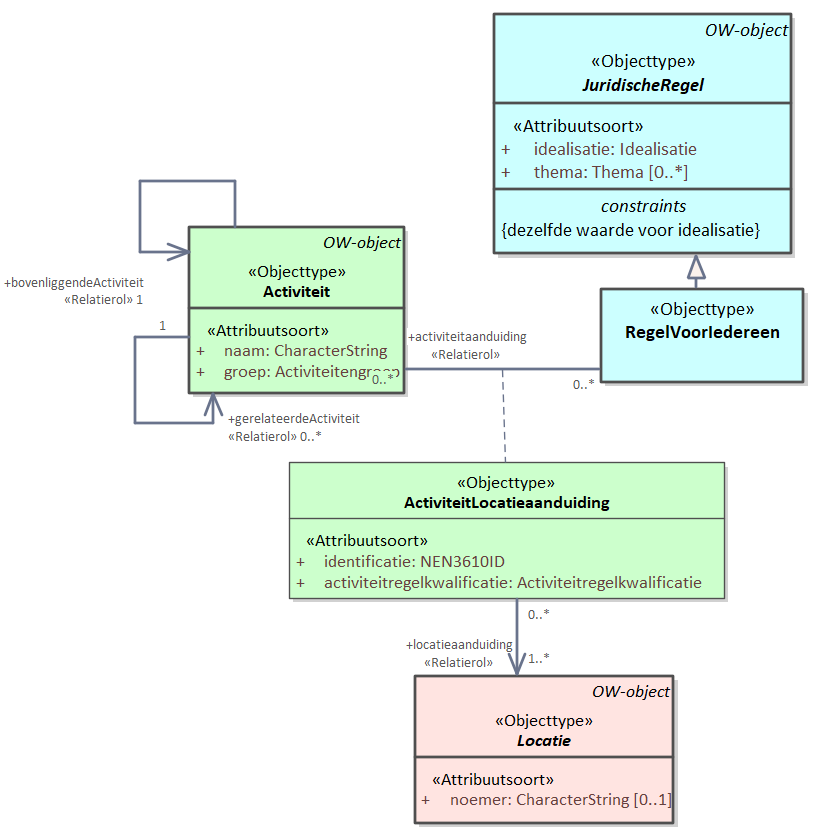 OW-object
«Objecttype»
JuridischeRegel
«Attribuutsoort»
+ idealisatie: Idealisatie
+ thema: Thema [0..*]
constraints
{dezelfde waarde voor idealisatie}
OW-object
«Objecttype»
Activiteit
«Attribuutsoort»
+ naam: CharacterString
+ groep: Activiteitengroep
0..*
+bovenliggendeActiviteit
«Relatierol» 1
1
+gerelateerdeActiviteit
«Relatierol» 0..*
+activiteitaanduiding
«Relatierol»
0..*
«Objecttype»
RegelVoorIedereen
«Objecttype»
ActiviteitLocatieaanduiding
«Attribuutsoort»
+ identificatie: NEN3610ID
+ activiteitregelkwalificatie: Activiteitregelkwalificatie
0..*
+locatieaanduiding
«Relatierol»
1..*
OW-object
«Objecttype»
Locatie
«Attribuutsoort»
+ noemer: CharacterString [0..1]